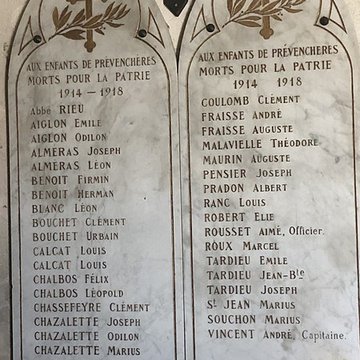 AUX ENFANTS DE PRÉVENCHÈRES
MORTS POUR LA PATRIE
1914 — 1918
Abbé RIEU
AIGLON EMILE
AIGLON ODILON
ALMERAS JOSEPH
ALMERAS LÉON
BENOIT FIRMIN
BENOIT HERMAN
BLANC LÉON
BOUCHET CLÉMENT
BOUCHET URBAIN
CALCAT LOUIS
CALCAT LOUIS
CHALBOS FÉLIX
CHALBOS LÉOPOLD
CHASSEFEYRE CLÉMENT
CHAZALETTE JOSEPH
CHAZALETTE ODILON
CHAZALETTE MARIUS
AUX ENFANTS DE PRÉVENCHÈRES
MORTS POUR LA PATRIE
1914 1918
COULOMB CLÉMENT
FRAISSE ANDRÉ
FRAISSE AUGUSTE
MALAVIELLE THÉODORE
MAURIN AUGUSTE
PENSIER JOSEPH
PRADON ALBERT
RANC LOUIS
ROBERT ELIE
ROUSSET AIMÉ, Officier.
ROUX MARCEL
TARDIEU EMILE
TARDIEU JEAN-Bte
TARDIEU JOSEPH
St JEAN MARIUS
SOUCHON MARIUS
VINCENT ANDRÉ, Capitaine.